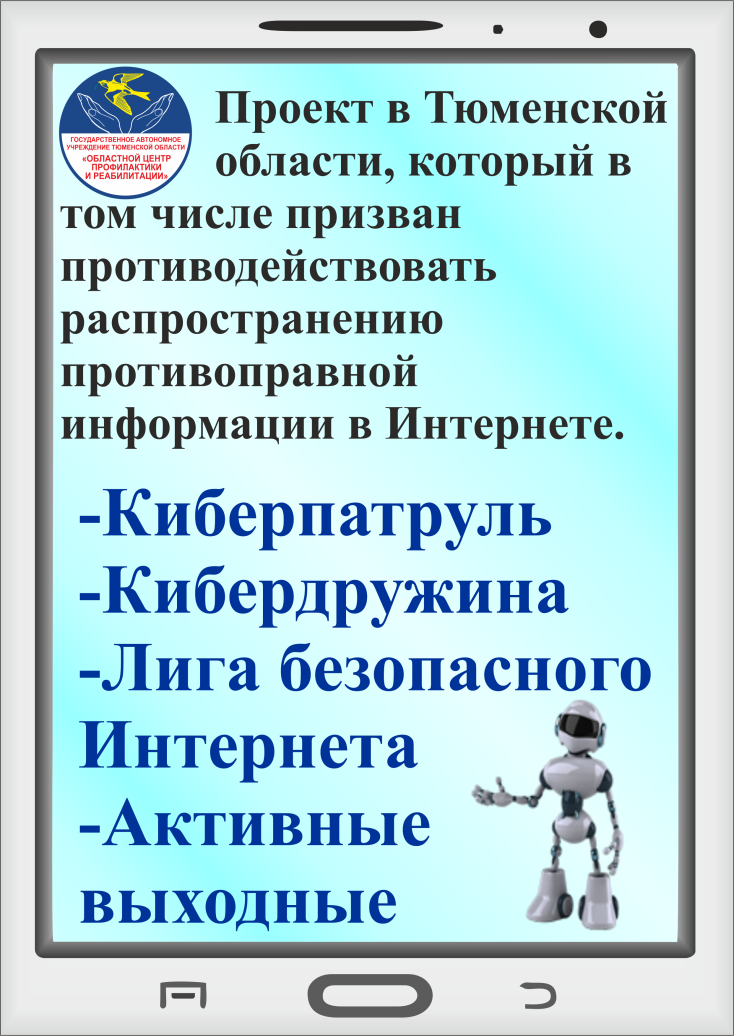 ГОСУДАРСТВЕННОЕ АВТОНОМНОЕ
УЧРЕЖДЕНИЕ ТЮМЕНСКОЙ ОБЛАСТИ
«ОБЛАСТНОЙ ЦЕНТР
ПРОФИЛАКТИКИ
И РЕАБИЛИТАЦИИ»
Проект в Тюменской
области, который в
том числе призван
противодействовать
распространению
противоправной
информации в Интернете.
-Киберпатруль
-Кибердружина
-Лига безопасного
Интернета
-Активные
выходные